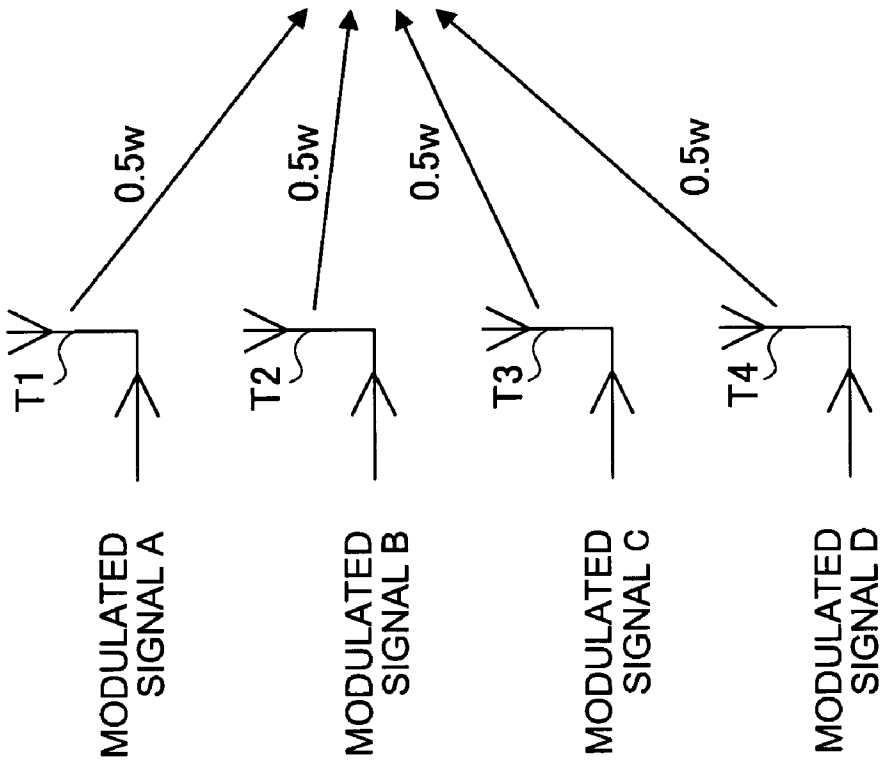 MODULATED
SIGNAL A
T1
0.5w
MODULATED
SIGNAL B
T2
0.5w
MODULATED
SIGNAL C
T3
0.5w
MODULATED
SIGNAL D
T4
0.5w